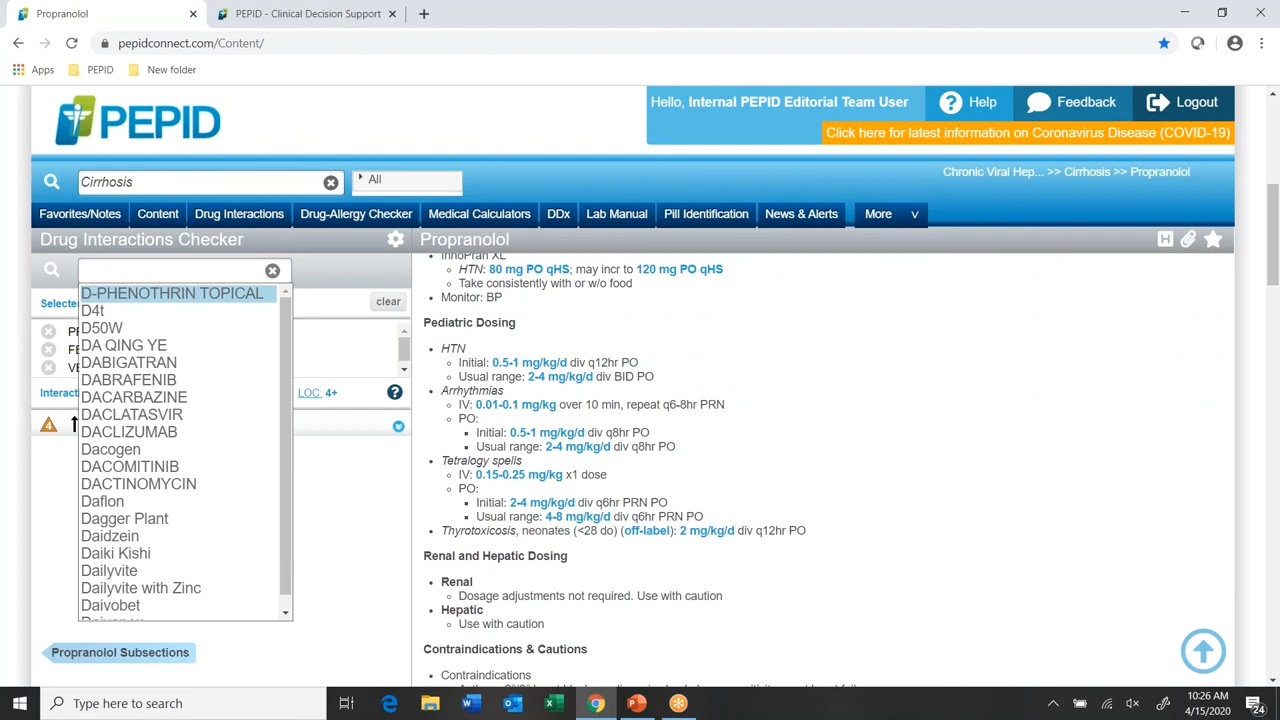 Propranolol
PEPID - Clinical Decision Support
pepidconnect.com/Content/
Apps
PEPID
New folder
PEPID
Hello, Internal PEPID Editorial Team User
Help
Feedback
Logout
Click here for latest information on Coronavirus Disease (COVID-19)
Cirrhosis
All
Chronic Viral Hep... >> Cirrhosis >> Propranolol
Favorites/Notes
Content
Drug Interactions
Drug-Allergy Checker
Medical Calculators
DDx
Lab Manual
Pill Identification
News & Alerts
More
Drug Interactions Checker
Selecte
clear
PF
FE
VE
Interact
LOC: 4+
4
D-PHENOTHRIN TOPICAL
D4t
D50W
DA QING YE
DABIGATRAN
DABRAFENIB
DACARBAZINE
DACLATASVIR
DACLIZUMAB
Dacogen
DACOMITINIB
DACTINOMYCIN
Daflon
Dagger Plant
Daidzein
Daiki Kishi
Dailyvite
Dailyvite with Zinc
Daivobet
Propranolol Subsections
Propranolol
H
InnoPran XL
HTN: 80 mg PO qHS; may incr to 120 mg PO qHS
Take consistently with or w/o food
Monitor: BP
Pediatric Dosing
HTN
Initial: 0.5-1 mg/kg/d div q12hr PO
Usual range: 2-4 mg/kg/d div BID PO
Arrhythmias
IV: 0.01-0.1 mg/kg over 10 min, repeat q6-8hr PRN
PO:
Initial: 0.5-1 mg/kg/d div q8hr PO
Usual range: 2-4 mg/kg/d div q8hr PO
Tetralogy spells
IV: 0.15-0.25 mg/kg x1 dose
PO:
Initial: 2-4 mg/kg/d div q6hr PRN PO
Usual range: 4-8 mg/kg/d div q6hr PRN PO
Thyrotoxicosis, neonates (<28 do) (off-label): 2 mg/kg/d div q12hr PO
Renal and Hepatic Dosing
Renal
Dosage adjustments not required. Use with caution
Hepatic
Use with caution
Contraindications & Cautions
Contraindications
Type here to search
10:26 AM
4/15/2020
24